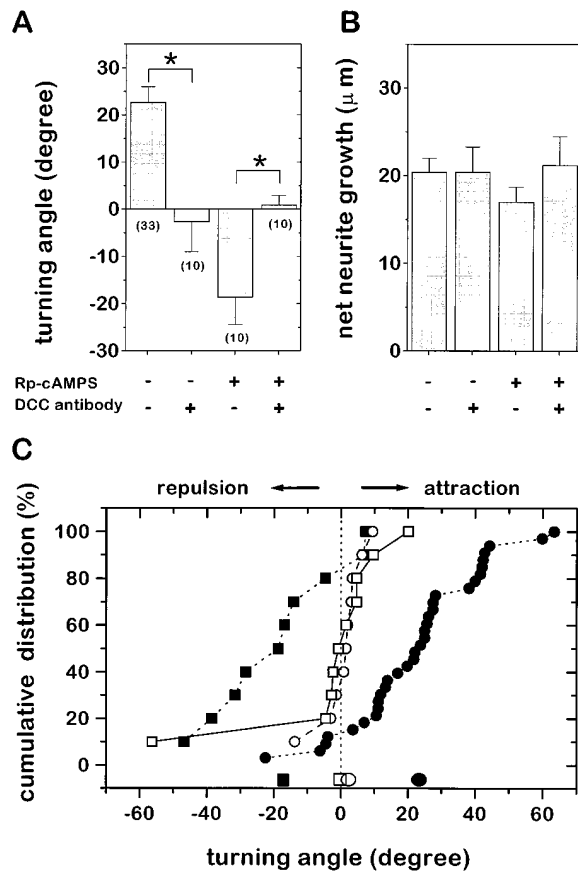 A
turning angle (degree)
30
20
10
0
-10
-20
-30
*
*
(33)
(10)
(10)
(10)
Rp-cAMPS - - + +
DCC antibody - + - +
B
net neurite growth (μm)
30
20
10
0
- - + +
- + - +
C
repulsion
attraction
cumulative distribution (%)
100
80
60
40
20
0
-60 -40 -20 0 20 40 60
turning angle (degree)